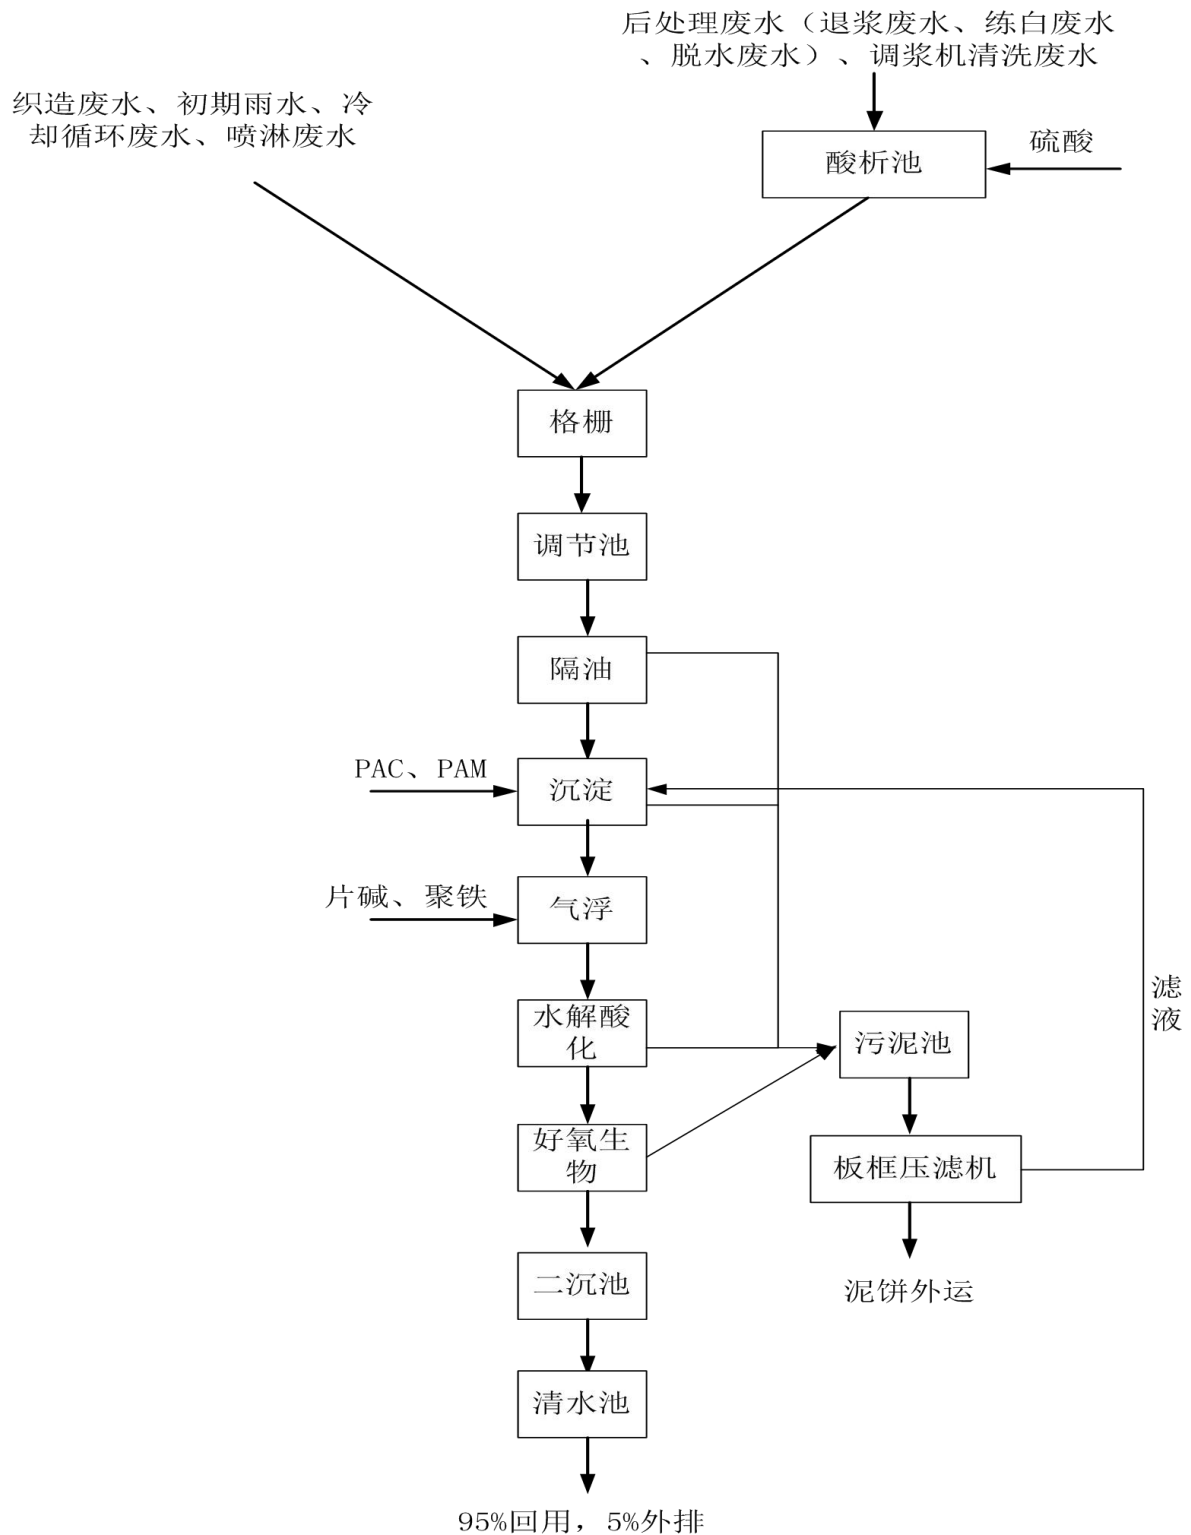 后处理废水（退浆废水、练白废水
、脱水废水）、调浆机清洗废水
织造废水、初期雨水、冷
却循环废水、喷淋废水
硫酸
酸析池
格栅
调节池
隔油
PAC、PAM
沉淀
片碱、聚铁
气浮
水解酸
化
滤
液
污泥池
好氧生
物
板框压滤机
二沉池
泥饼外运
清水池
95%回用，5%外排